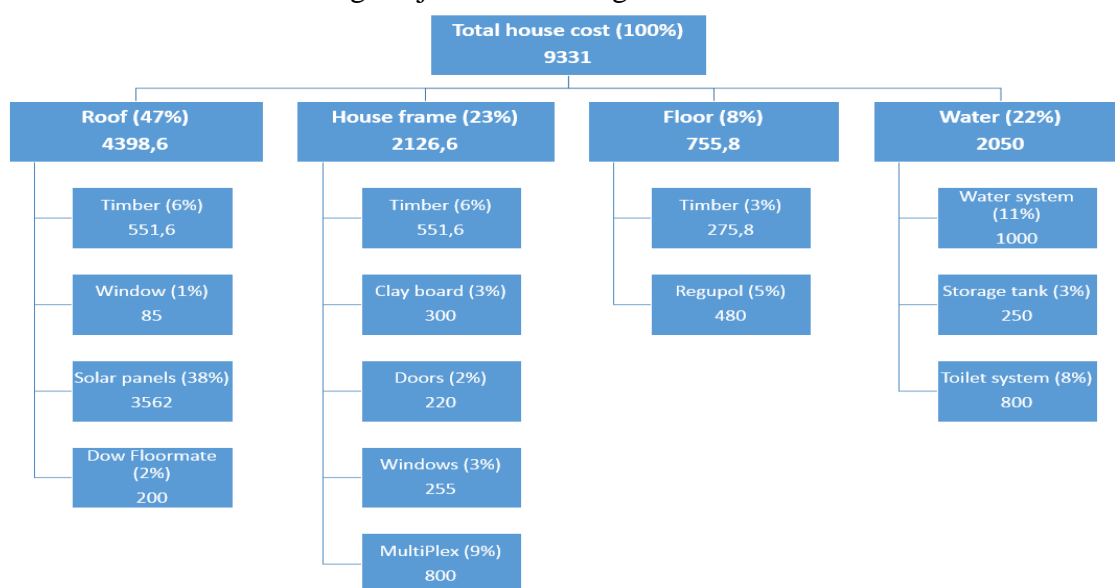 Total house cost (100%)
9331
Roof (47%)
4398,6
Timber (6%)
551,6
Window (1%)
85
Solar panels (38%)
3562
Dow Floormate
(2%)
200
House frame (23%)
2126,6
Timber (6%)
551,6
Clay board (3%)
300
Doors (2%)
220
Windows (3%)
255
MultiPlex (9%)
800
Floor (8%)
755,8
Timber (3%)
275,8
Regupol (5%)
480
Water (22%)
2050
Water system
(11%)
1000
Storage tank (3%)
250
Toilet system (8%)
800